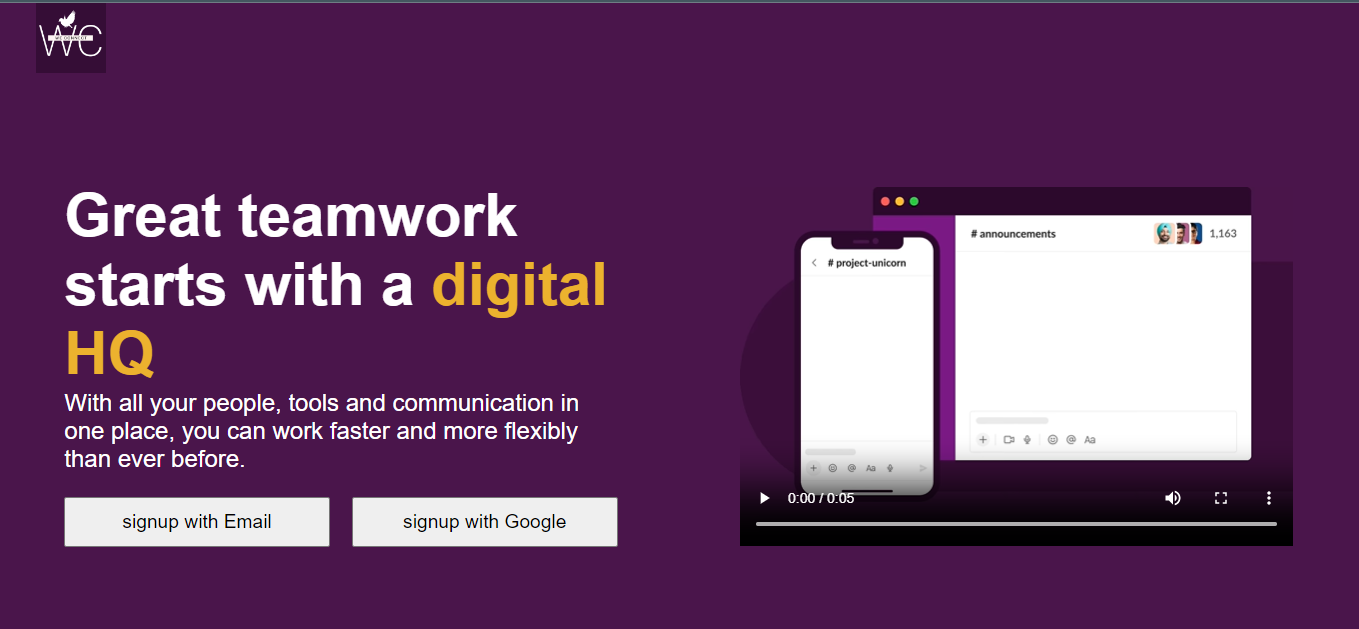 WC
WE CONNECT
Great teamwork
starts with a digital
HQ
With all your people, tools and communication in
one place, you can work faster and more flexibly
than ever before.
signup with Email
signup with Google
# announcements
1,163
# project-unicorn
Aa
Aa
0:00 / 0:05